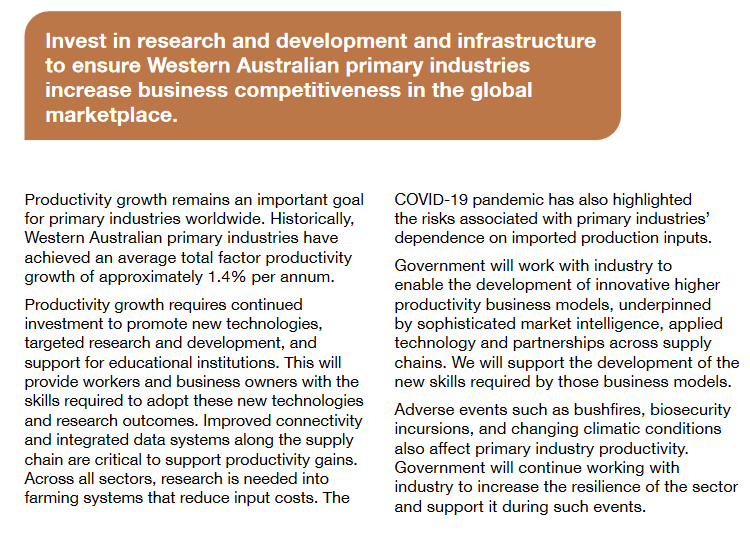 Invest in research and development and infrastructure
to ensure Western Australian primary industries
increase business competitiveness in the global
marketplace.
Productivity growth remains an important goal
for primary industries worldwide. Historically,
Western Australian primary industries have
achieved an average total factor productivity
growth of approximately 1.4% per annum.
Productivity growth requires continued
investment to promote new technologies,
targeted research and development, and
support for educational institutions. This will
provide workers and business owners with the
skills required to adopt these new technologies
and research outcomes. Improved connectivity
and integrated data systems along the supply
chain are critical to support productivity gains.
Across all sectors, research is needed into
farming systems that reduce input costs. The
COVID-19 pandemic has also highlighted
the risks associated with primary industries’
dependence on imported production inputs.
Government will work with industry to
enable the development of innovative higher
productivity business models, underpinned
by sophisticated market intelligence, applied
technology and partnerships across supply
chains. We will support the development of the
new skills required by those business models.
Adverse events such as bushfires, biosecurity
incursions, and changing climatic conditions
also affect primary industry productivity.
Government will continue working with
industry to increase the resilience of the sector
and support it during such events.